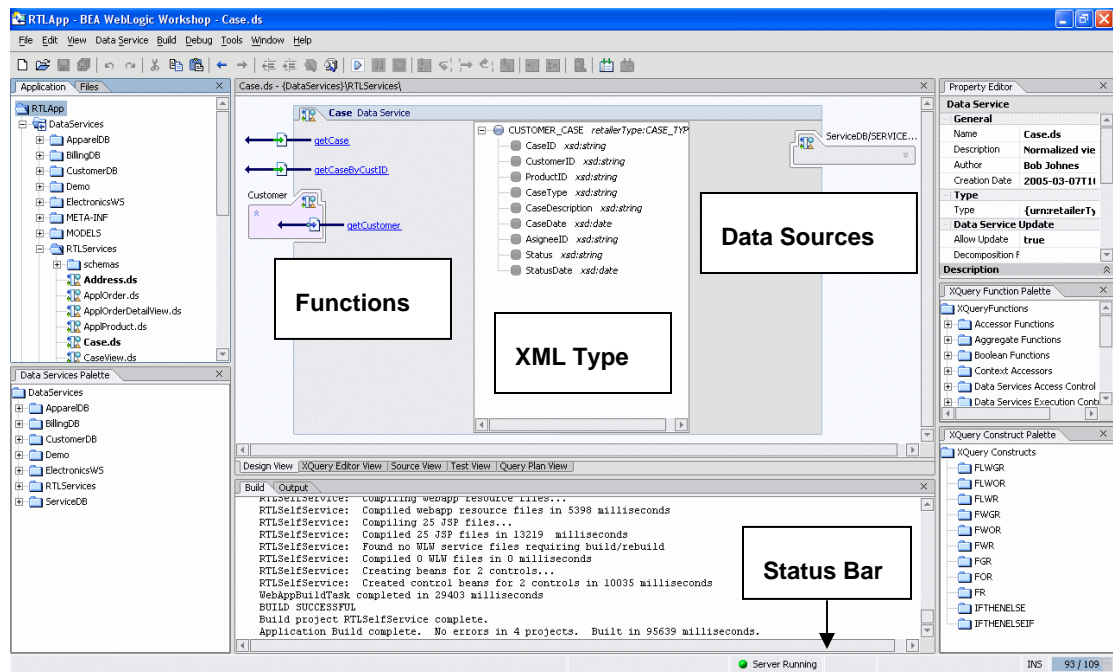 RTLApp - BEA WebLogic Workshop - Case.ds
File Edit View Data Service Build Debug Tools Window Help
Application Files
RTLApp
DataServices
ApparelDB
BillingDB
CustomerDB
Demo
ElectronicsWS
META-INF
MODELS
RTLServices
schemas
Address.ds
ApplOrder.ds
ApplOrderDetailView.ds
ApplProduct.ds
Case.ds
CaseView.ds
Data Services Palette
DataServices
ApparelDB
BillingDB
CustomerDB
Demo
ElectronicsWS
RTLServices
ServiceDB
Case.ds - {DataServices}\RTLServices\
Case Data Service
getCase
getCaseByCustID
Customer
getCustomer
Functions
CUSTOMER_CASE retailerType:CASE_TYP
CaseID xsd:string
CustomerID xsd:string
ProductID xsd:string
CaseType xsd:string
CaseDescription xsd:string
CaseDate xsd:date
AsigneeID xsd:string
Status xsd:string
StatusDate xsd:date
XML Type
ServiceDB/SERVICE...
Data Sources
Design View XQuery Editor View Source View Test View Query Plan View
Build Output
RTLSelfService: Compiling webapp resource files...
RTLSelfService: Compiled webapp resource files in 5398 milliseconds
RTLSelfService: Compiling 25 JSP files...
RTLSelfService: Compiled 25 JSP files in 13219 milliseconds
RTLSelfService: Found no WLW service files requiring build/rebuild
RTLSelfService: Compiled 0 WLW files in 0 milliseconds
RTLSelfService: Creating beans for 2 controls...
RTLSelfService: Created control beans for 2 controls in 10035 milliseconds
WebAppBuildTask completed in 29403 milliseconds
BUILD SUCCESSFUL
Build project RTLSelfService complete.
Application Build complete. No errors in 4 projects. Built in 95639 milliseconds.
Status Bar
Property Editor
Data Service
General
Name Case.ds
Description Normalized vie
Author Bob Johnes
Creation Date 2005-03-07T1(
Type
Type {urn:retailerTy
Data Service Update
Allow Update true
Decomposition F
Description
XQuery Function Palette
XQueryFunctions
Accessor Functions
Aggregate Functions
Boolean Functions
Context Accessors
Data Services Access Control
Data Services Execution Conti
XQuery Construct Palette
XQuery Constructs
FLWGR
FLWOR
FLWR
FWGR
FWOR
FWR
FGR
FOR
FR
IFTHENELSE
IFTHENELSEIF
Server Running
INS 93 / 109